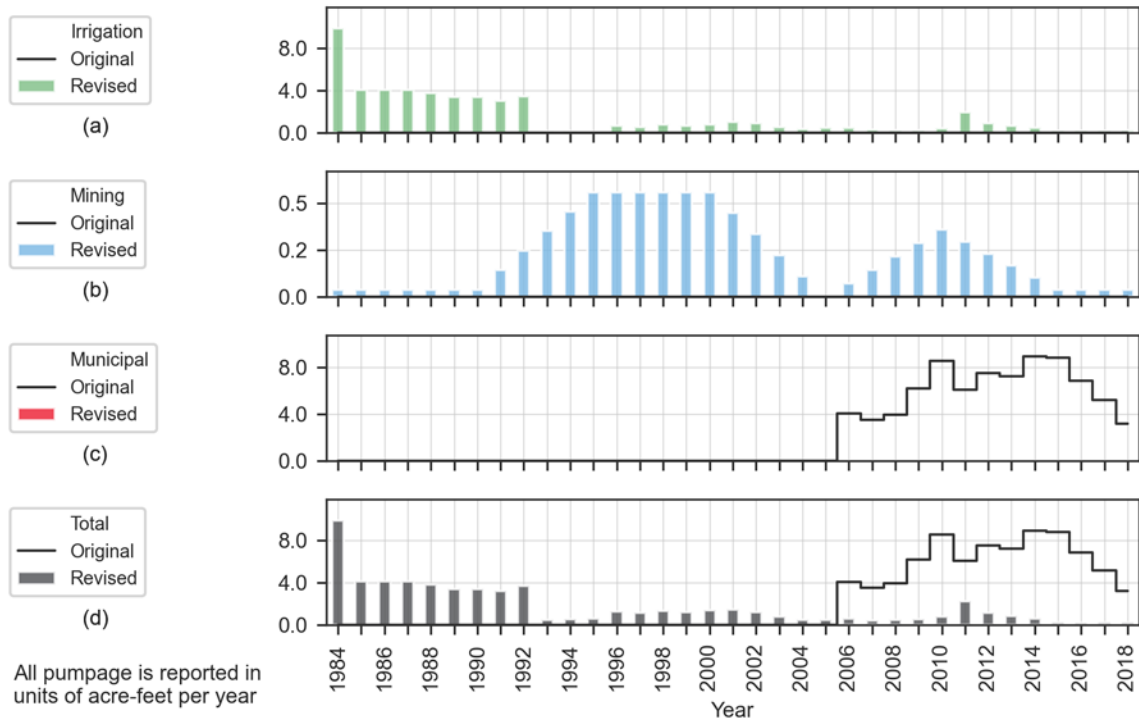 Irrigation
Original
Revised
(a)
8.0
4.0
0.0
Mining
Original
Revised
(b)
0.5
0.2
0.0
Municipal
Original
Revised
(c)
8.0
4.0
0.0
Total
Original
Revised
(d)
8.0
4.0
0.0
1984
1986
1988
1990
1992
1994
1996
1998
2000
2002
2004
2006
2008
2010
2012
2014
2016
2018
Year
All pumpage is reported in
units of acre-feet per year